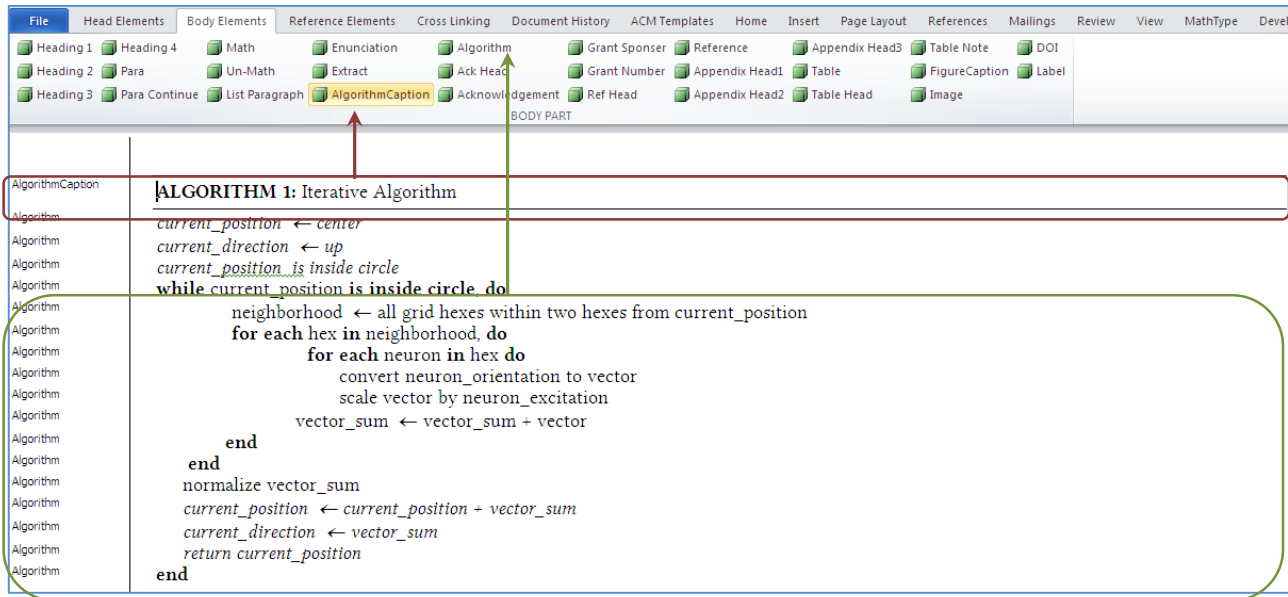 File Head Elements Body Elements Reference Elements Cross Linking Document History ACM Templates Home Insert Page Layout References Mailings Review View MathType Devel
Heading 1 Heading 4 Math Enunciation Algorithm Grant Sponser Reference Appendix Head3 Table Note DOI
Heading 2 Para Un-Math Extract Ack Head Grant Number Appendix Head1 Table FigureCaption Label
Heading 3 Para Continue List Paragraph AlgorithmCaption Acknowledgement Ref Head Appendix Head2 Table Head Image
BODY PART
AlgorithmCaption ALGORITHM 1: Iterative Algorithm
Algorithm current_position ← center
Algorithm current_direction ← up
Algorithm current_position is inside circle
Algorithm while current_position is inside circle, do
Algorithm neighborhood ← all grid hexes within two hexes from current_position
Algorithm for each hex in neighborhood, do
Algorithm for each neuron in hex do
Algorithm convert neuron_orientation to vector
Algorithm scale vector by neuron_excitation
Algorithm vector_sum ← vector_sum + vector
Algorithm end
Algorithm end
Algorithm normalize vector_sum
Algorithm current_position ← current_position + vector_sum
Algorithm current_direction ← vector_sum
Algorithm return current_position
Algorithm end